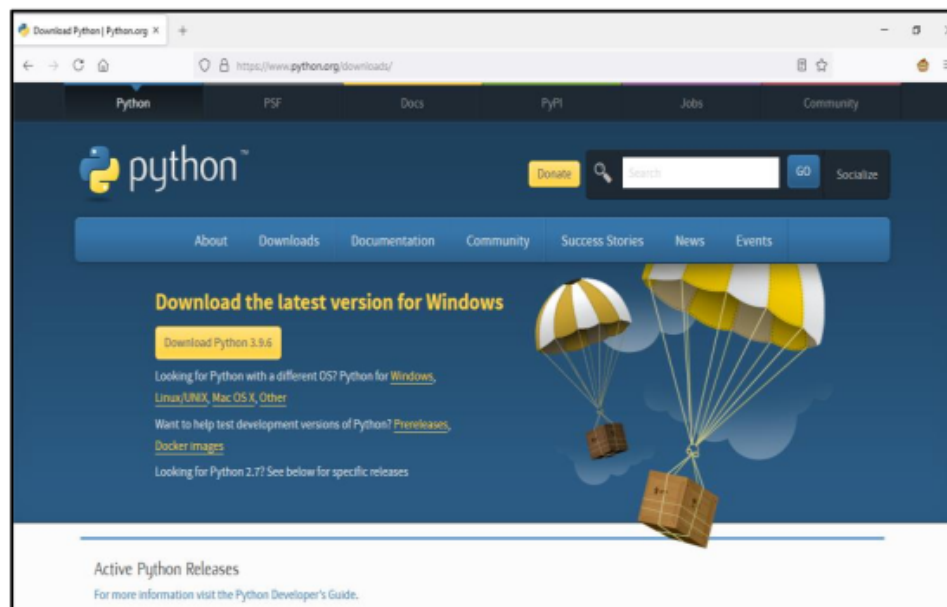 Download Python | Python.org
https://www.python.org/downloads/
Python PSF Docs PyPI Jobs Community
python™
Donate Search GO Socialize
About Downloads Documentation Community Success Stories News Events
Download the latest version for Windows
Download Python 3.9.6
Looking for Python with a different OS? Python for Windows,
Linux/UNIX, Mac OS X, Other
Want to help test development versions of Python? Prereleases,
Docker images
Looking for Python 2.7? See below for specific releases
Active Python Releases
For more information visit the Python Developer's Guide.